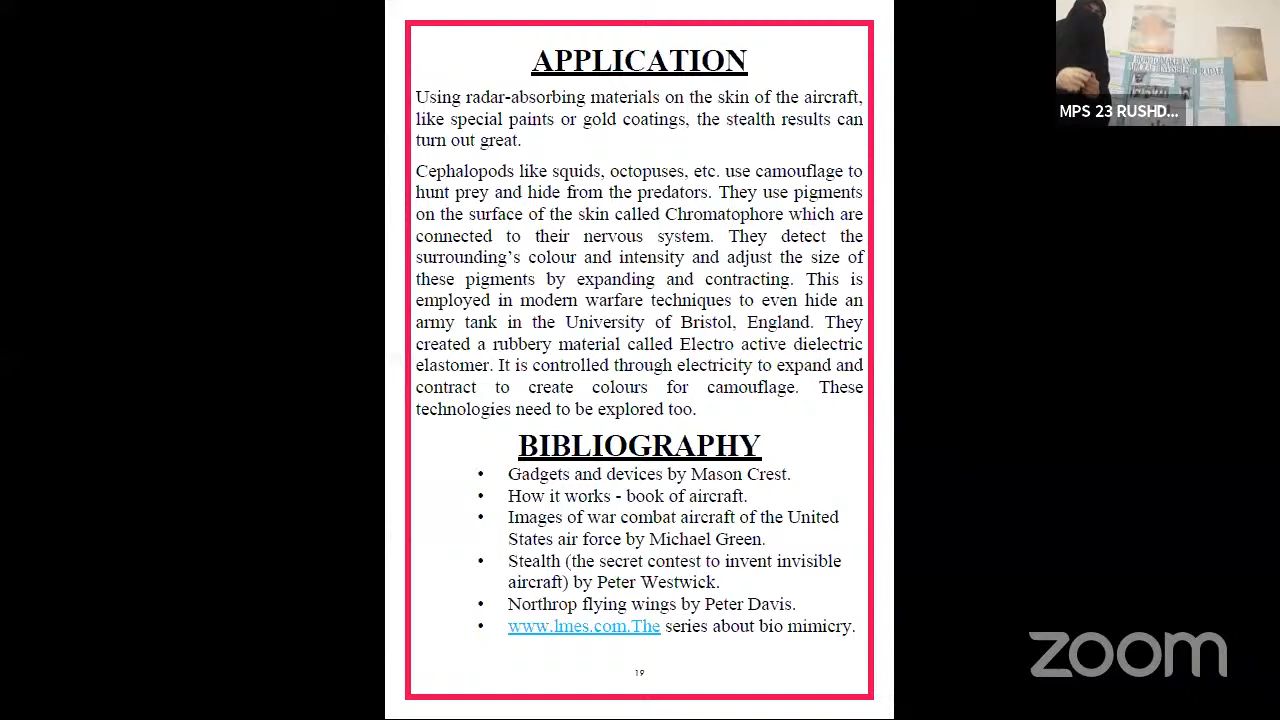 APPLICATION
Using radar-absorbing materials on the skin of the aircraft,
like special paints or gold coatings, the stealth results can
turn out great.
Cephalopods like squids, octopuses, etc. use camouflage to
hunt prey and hide from the predators. They use pigments
on the surface of the skin called Chromatophore which are
connected to their nervous system. They detect the
surrounding's colour and intensity and adjust the size of
these pigments by expanding and contracting. This is
employed in modern warfare techniques to even hide an
army tank in the University of Bristol, England. They
created a rubbery material called Electro active dielectric
elastomer. It is controlled through electricity to expand and
contract to create colours for camouflage. These
technologies need to be explored too.
BIBLIOGRAPHY
• Gadgets and devices by Mason Crest.
• How it works - book of aircraft.
• Images of war combat aircraft of the United
States air force by Michael Green.
• Stealth (the secret contest to invent invisible
aircraft) by Peter Westwick.
• Northrop flying wings by Peter Davis.
• www.lmes.com.The series about bio mimicry.
19
MPS 23 RUSHD...
zoom